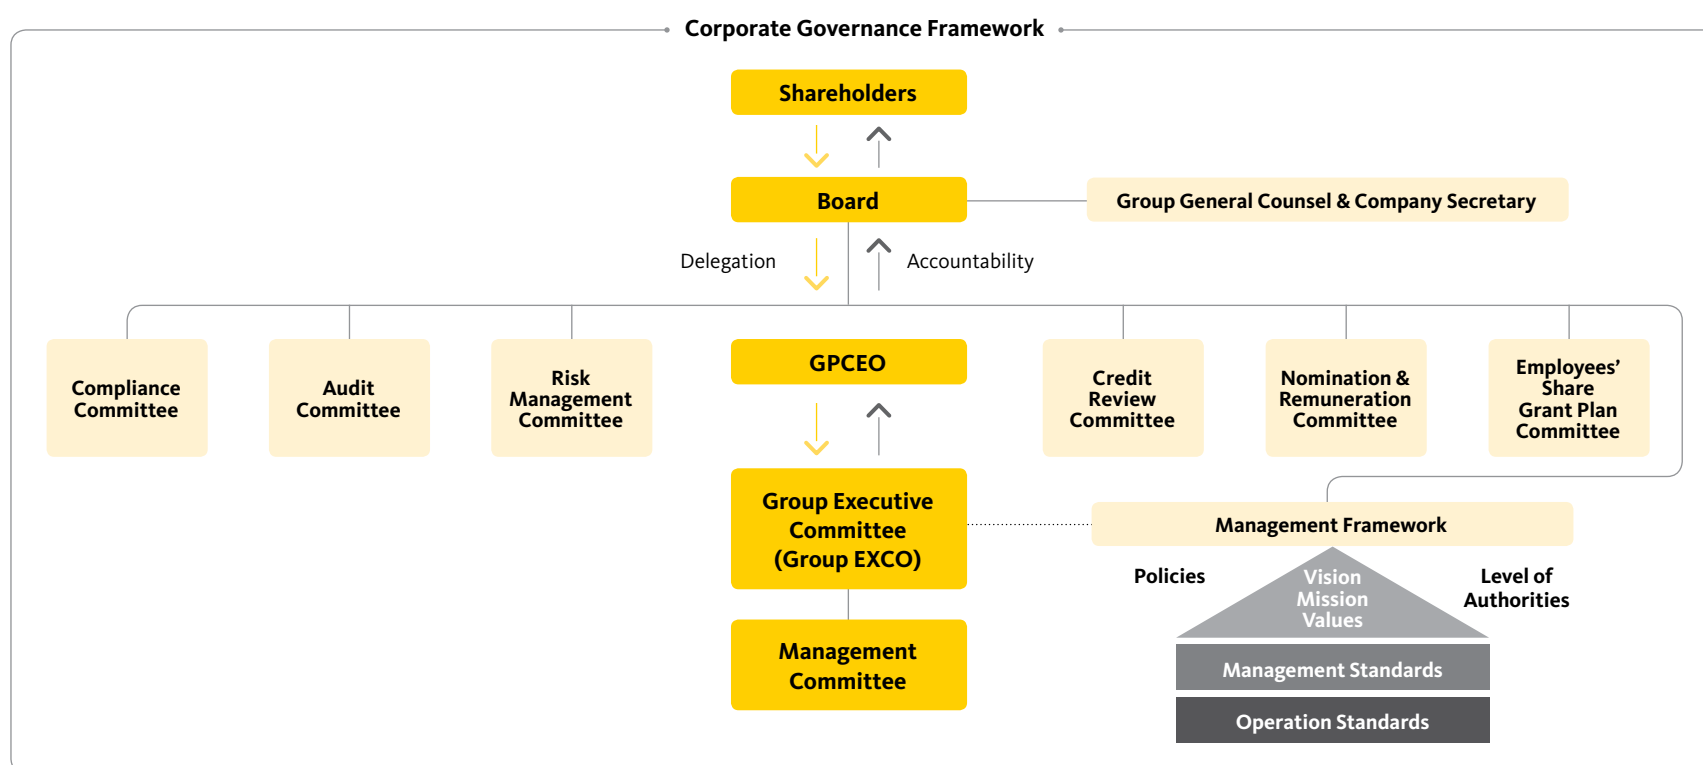 Corporate Governance Framework
Shareholders
Board
Group General Counsel & Company Secretary
Delegation
Accountability
Compliance
Committee
Audit
Committee
Risk
Management
Committee
GPCEO
Credit
Review
Committee
Nomination &
Remuneration
Committee
Employees’
Share
Grant Plan
Committee
Group Executive
Committee
(Group EXCO)
Management Framework
Policies
Vision
Mission
Values
Level of
Authorities
Management
Committee
Management Standards
Operation Standards